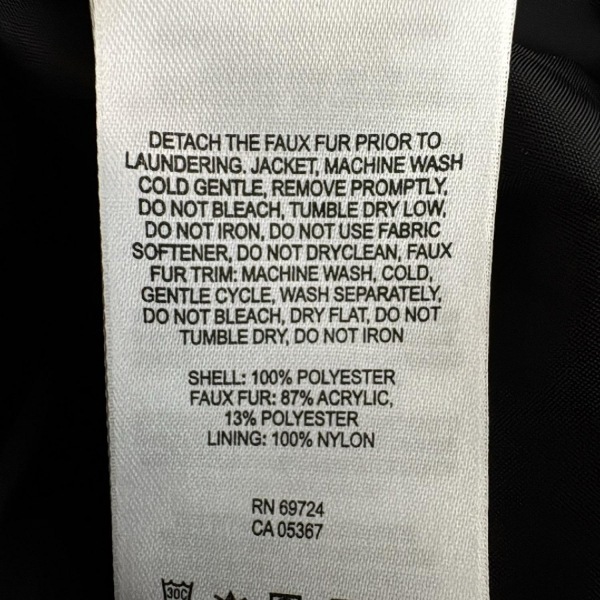 DETACH THE FAUX FUR PRIOR TO
LAUNDERING, JACKET, MACHINE WASH
COLD GENTLE, REMOVE PROMPTLY,
DO NOT BLEACH, TUMBLE DRY LOW,
DO NOT IRON, DO NOT USE FABRIC
SOFTENER, DO NOT DRYCLEAN, FAUX
FUR TRIM: MACHINE WASH, COLD,
GENTLE CYCLE, WASH SEPARATELY,
DO NOT BLEACH, DRY FLAT, DO NOT
TUMBLE DRY, DO NOT IRON
SHELL: 100% POLYESTER
FAUX FUR: 87% ACRYLIC,
13% POLYESTER
LINING: 100% NYLON
RN 69724
CA 05367
30C